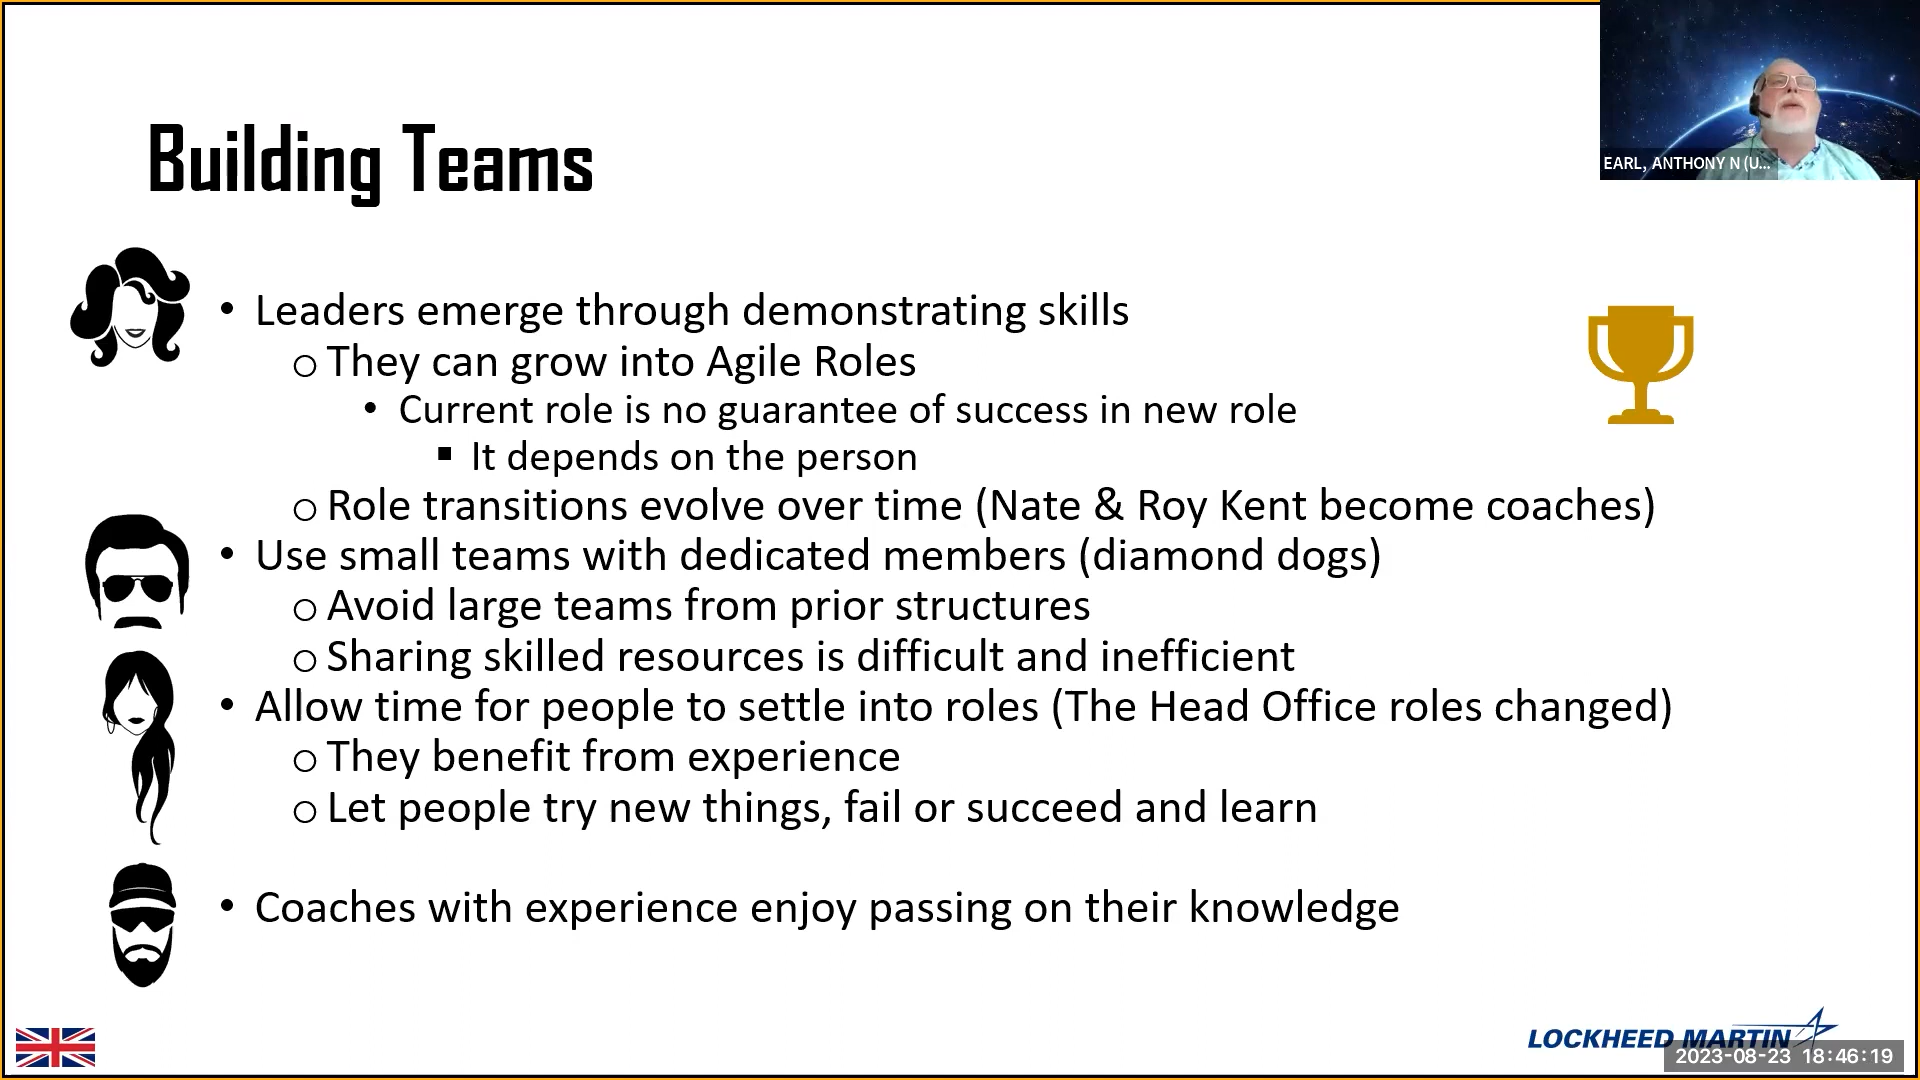 EARL, ANTHONY N (U...
Building Teams
• Leaders emerge through demonstrating skills
o They can grow into Agile Roles
• Current role is no guarantee of success in new role
▪ It depends on the person
o Role transitions evolve over time (Nate & Roy Kent become coaches)
• Use small teams with dedicated members (diamond dogs)
o Avoid large teams from prior structures
o Sharing skilled resources is difficult and inefficient
• Allow time for people to settle into roles (The Head Office roles changed)
o They benefit from experience
o Let people try new things, fail or succeed and learn
• Coaches with experience enjoy passing on their knowledge
LOCKHEED MARTIN
2023-08-23 18:46:19